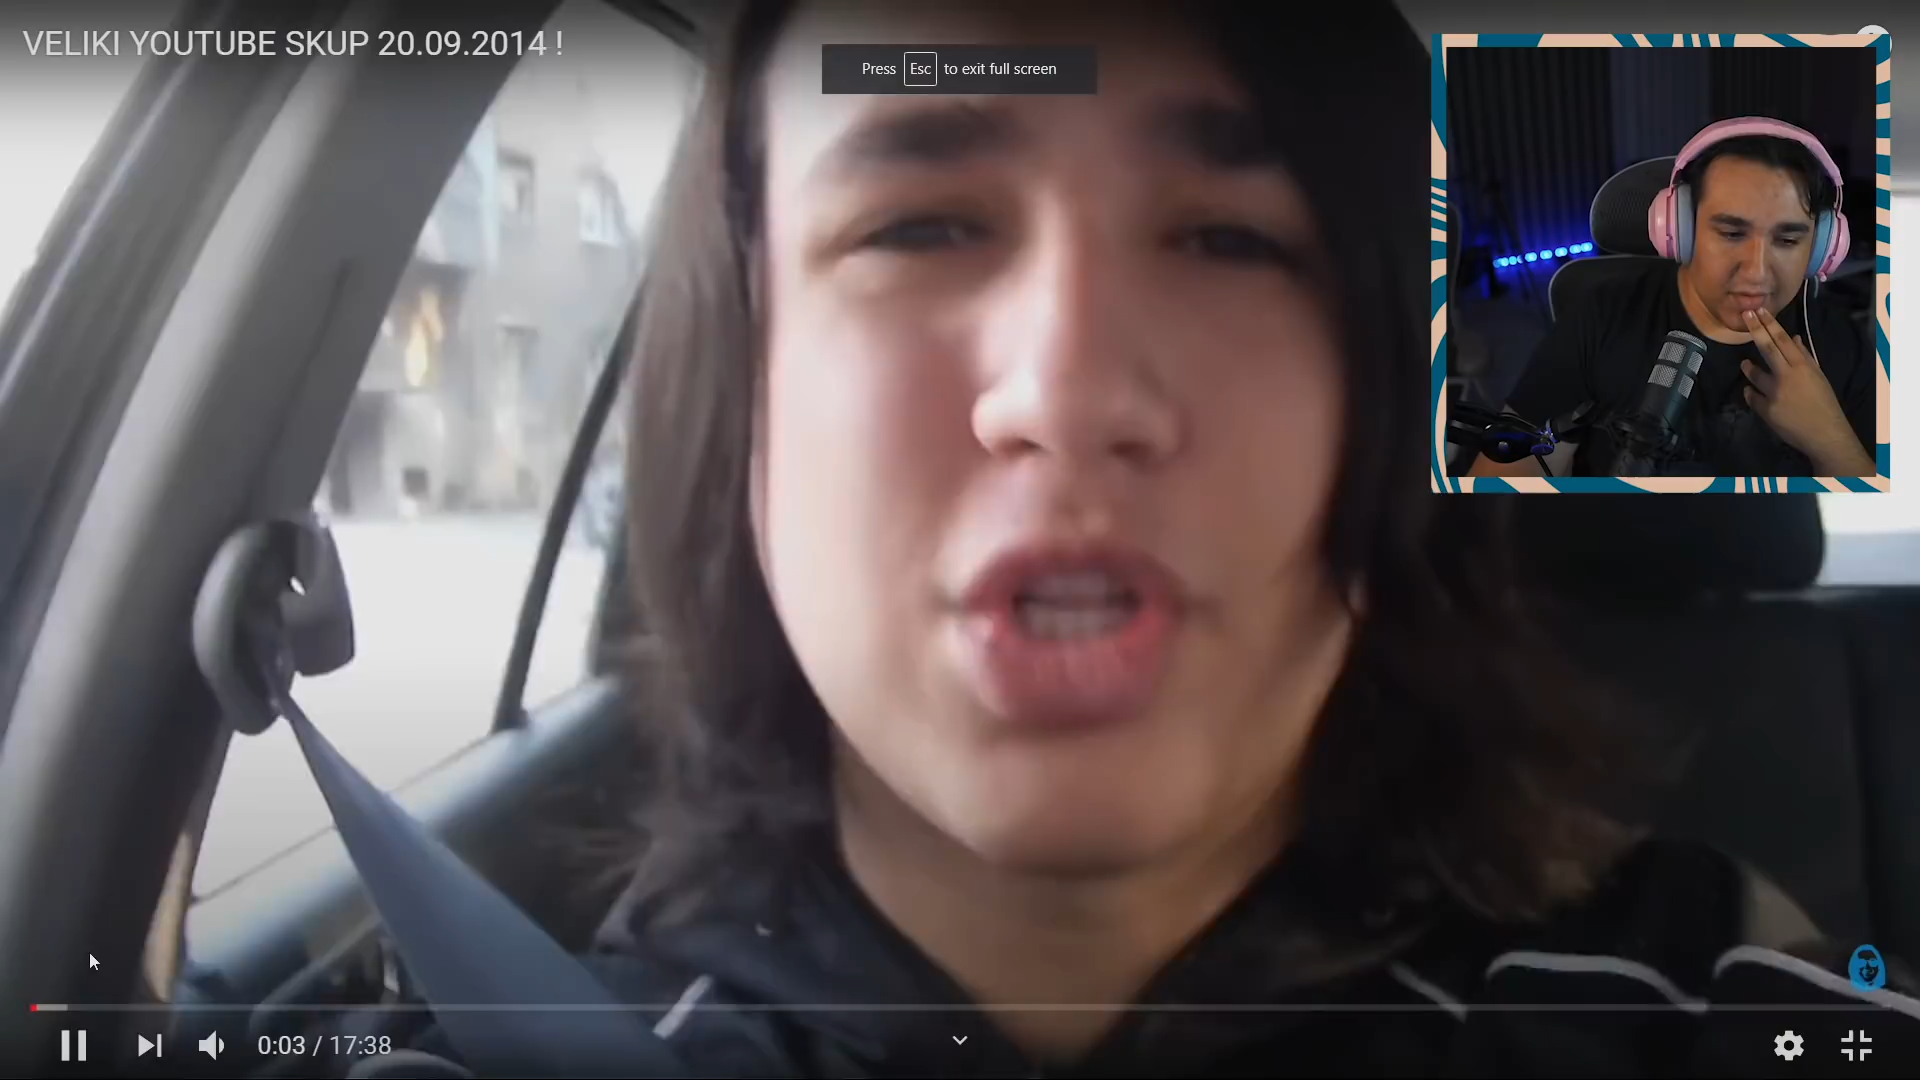 VELIKI YOUTUBE SKUP 20.09.2014 !
Press Esc to exit full screen
0:03 / 17:38